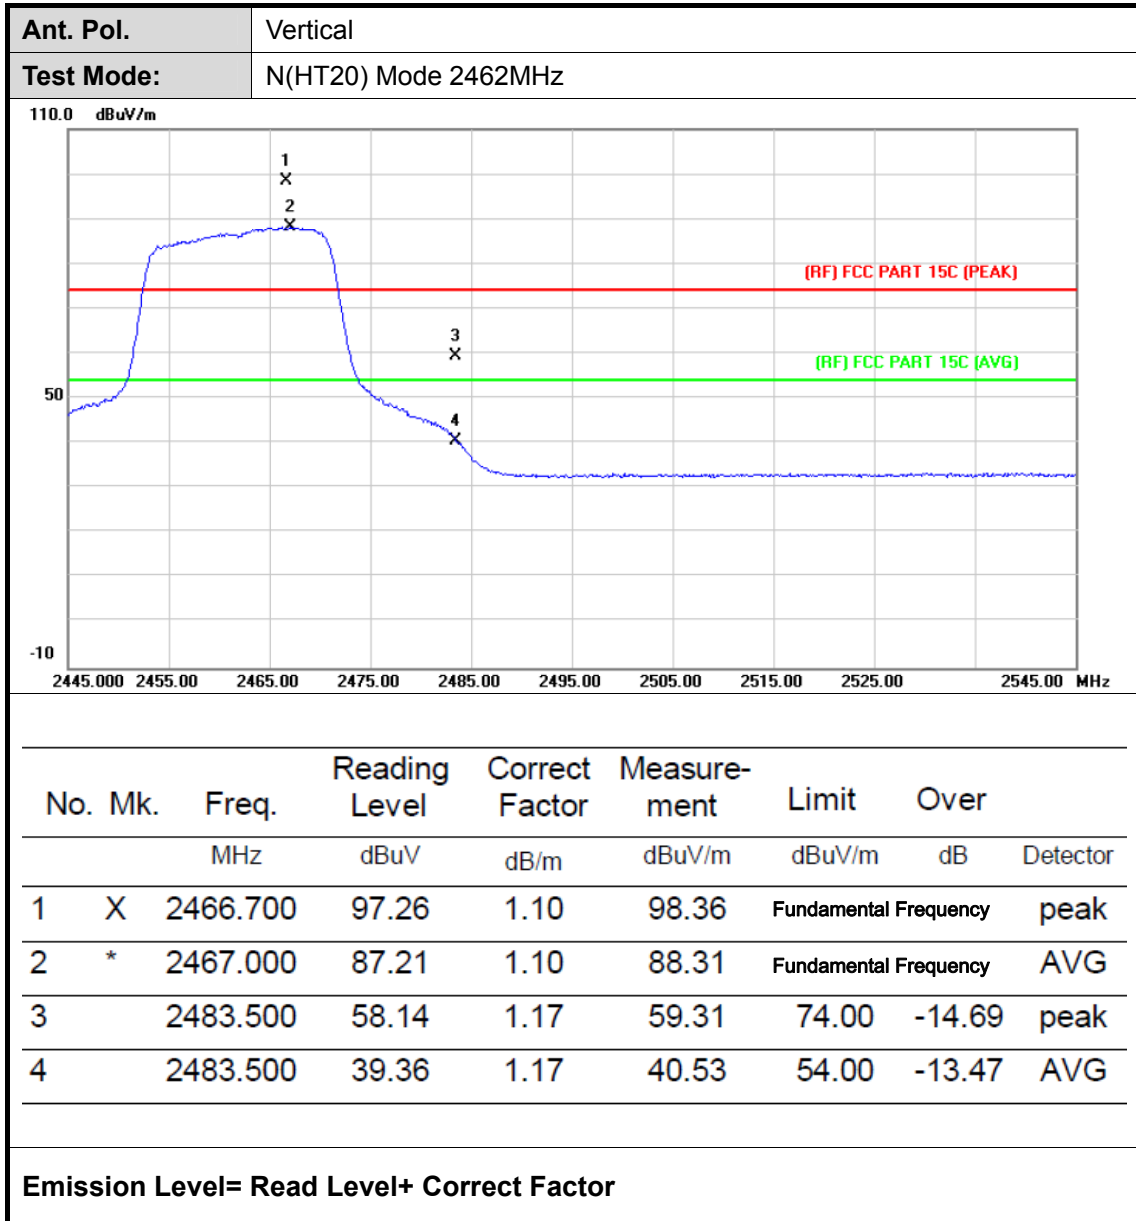 Ant. Pol. Vertical
Test Mode: N(HT20) Mode 2462MHz
110.0 dBuV/m
1
X
2
X
(RF) FCC PART 15C (PEAK)
3
X
(RF) FCC PART 15C (AVG)
50
4
X
-10
2445.000 2455.00 2465.00 2475.00 2485.00 2495.00 2505.00 2515.00 2525.00 2545.00 MHz
No. Mk. Freq. Reading Level Correct Factor Measure-ment Limit Over
MHz dBuV dB/m dBuV/m dBuV/m dB Detector
1 X 2466.700 97.26 1.10 98.36 Fundamental Frequency peak
2 * 2467.000 87.21 1.10 88.31 Fundamental Frequency AVG
3 2483.500 58.14 1.17 59.31 74.00 -14.69 peak
4 2483.500 39.36 1.17 40.53 54.00 -13.47 AVG
Emission Level= Read Level+ Correct Factor